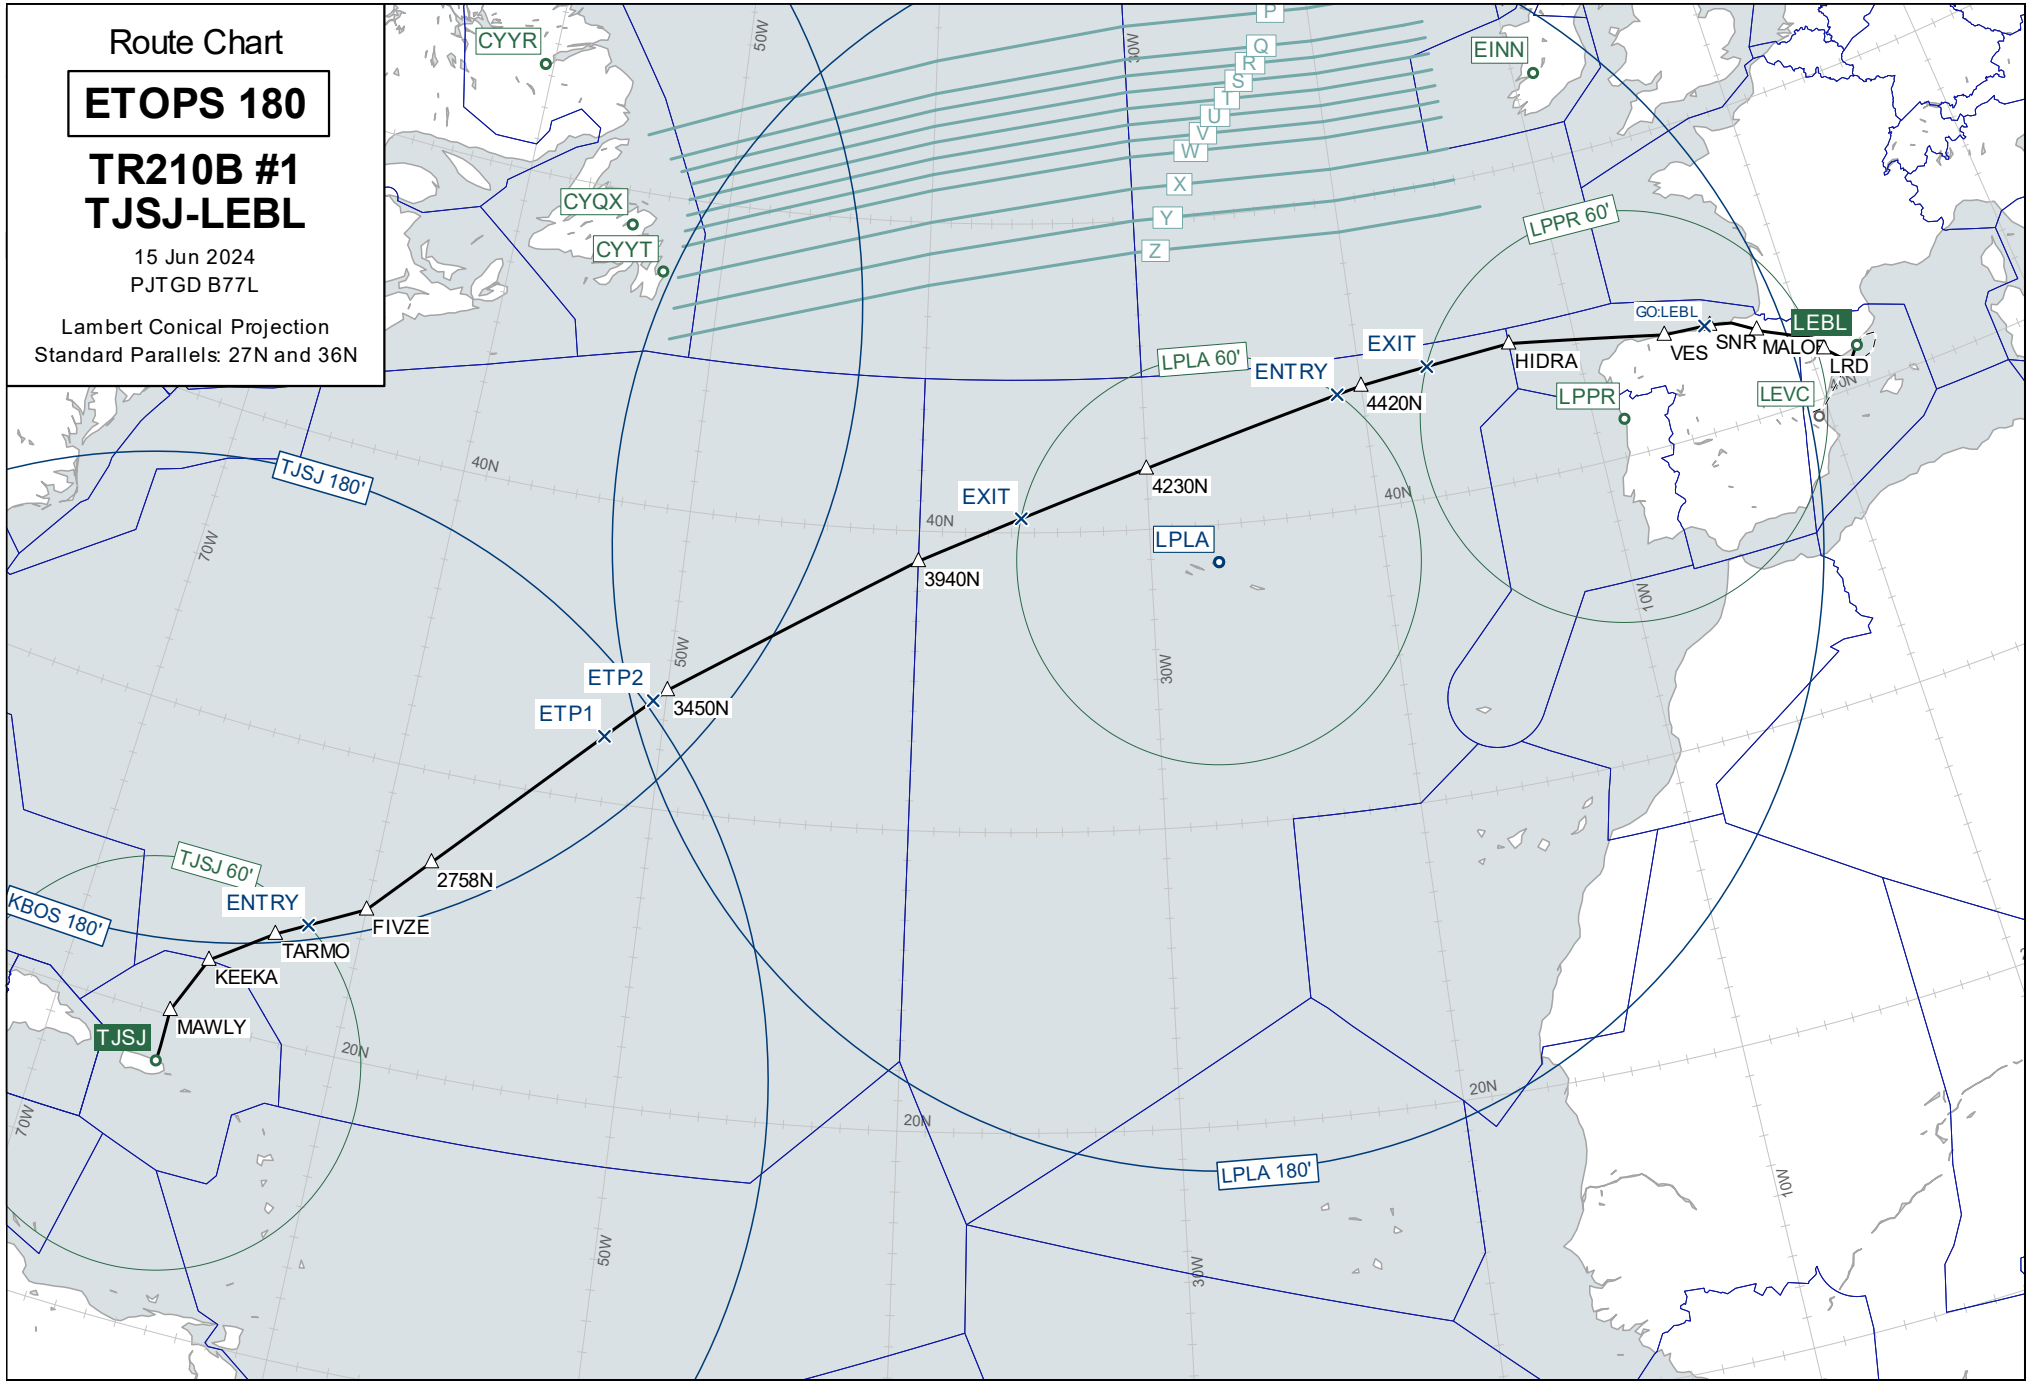 Route Chart
ETOPS 180
TR210B #1
TJSJ-LEBL
15 Jun 2024
PJTGD B77L
Lambert Conical Projection
Standard Parallels: 27N and 36N
CYYR
50W
30W
P
Q
R
S
T
U
V
W
X
Y
Z
EINN
CYQX
CYYT
LPPR 60'
LPLA 60'
ENTRY
EXIT
4420N
HIDRA
GO:LEBL
VES
SNR
LEBL
LRD
40N
LPPR
LEVC
TJSJ 180'
40N
70W
EXIT
40N
4230N
40N
LPLA
3940N
10W
30W
50W
ETP2
3450N
ETP1
TJSJ 60'
2758N
ENTRY
KBOS 180'
FIVZE
TARMO
KEEKA
MAWLY
TJSJ
20N
20N
20N
70W
LPLA 180'
10W
50W
30W